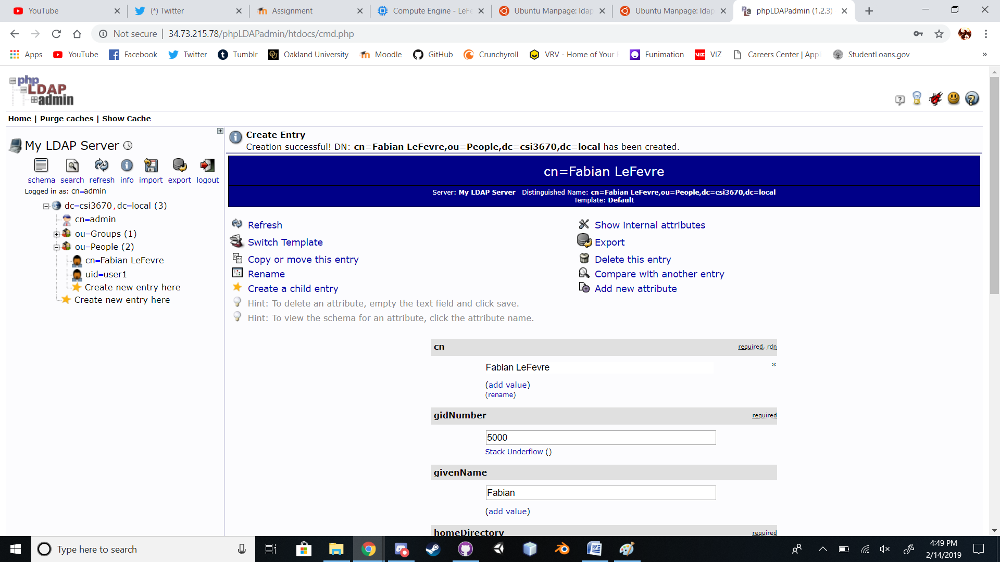 YouTube
(*) Twitter
Assignment
Compute Engine - LeFe
Ubuntu Manpage: ldap
Ubuntu Manpage: ldap
phpLDAPadmin (1.2.3)
Not secure | 34.73.215.78/phpLDAPadmin/htdocs/cmd.php
Apps YouTube Facebook Twitter Tumblr Oakland University Moodle GitHub Crunchyroll VRV - Home of Your VIZ Funimation VIZ Careers Center | Appl StudentLoans.gov »
php
LDAP
admin
Home | Purge caches | Show Cache
My LDAP Server
schema search refresh info import export logout
Logged in as: cn=admin
dc=csi3670,dc=local (3)
cn=admin
ou=Groups (1)
ou=People (2)
cn=Fabian LeFevre
uid=user1
Create new entry here
Create new entry here
Create Entry
Creation successful! DN: cn=Fabian LeFevre,ou=People,dc=csi3670,dc=local has been created.
cn=Fabian LeFevre
Server: My LDAP Server Distinguished Name: cn=Fabian LeFevre,ou=People,dc=csi3670,dc=local
Template: Default
Refresh
Show internal attributes
Switch Template
Export
Copy or move this entry
Delete this entry
Rename
Compare with another entry
Create a child entry
Add new attribute
Hint: To delete an attribute, empty the text field and click save.
Hint: To view the schema for an attribute, click the attribute name.
cn required, rdn
Fabian LeFevre *
(add value)
(rename)
gidNumber required
5000
Stack Underflow ()
givenName
Fabian
(add value)
homeDirectory required
Type here to search
4:49 PM
2/14/2019